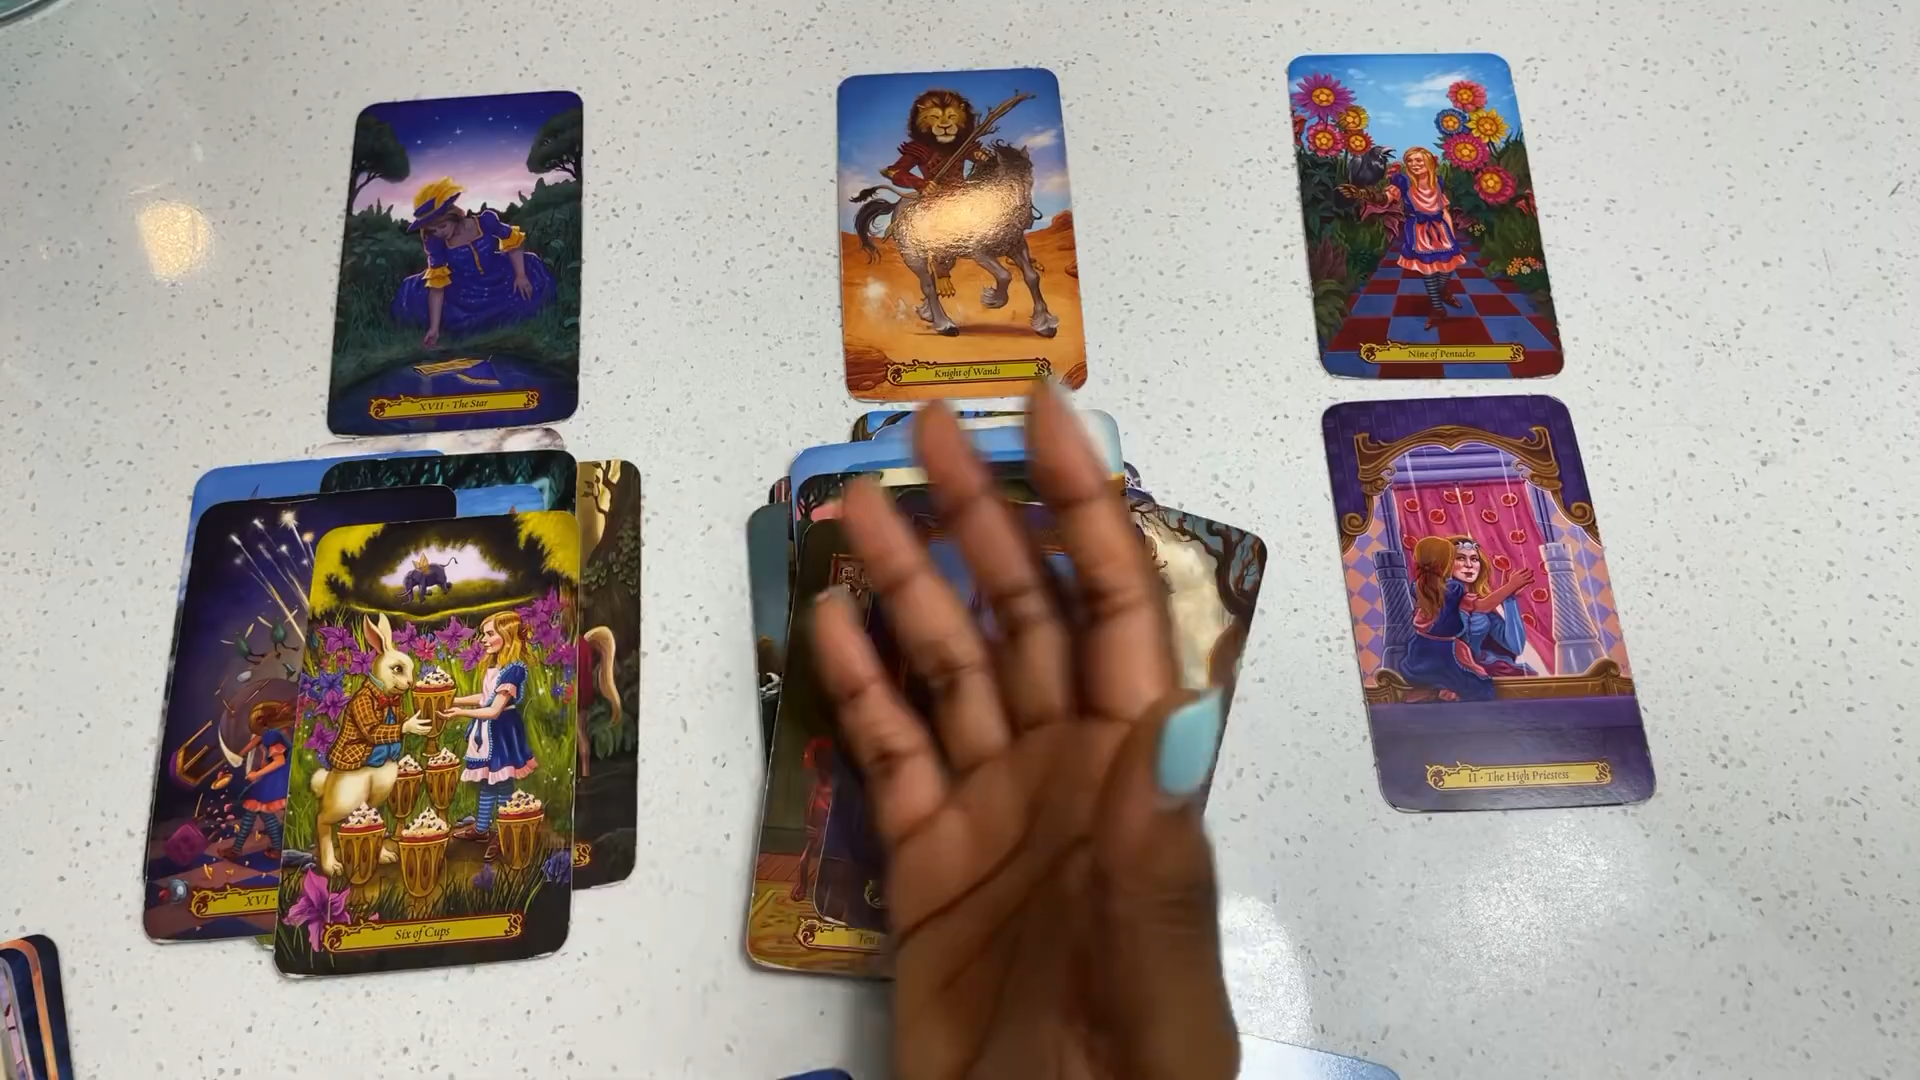 XVII · The Star
Knight of Wands
Nine of Pentacles
II · The High Priestess
XVI ·
Six of Cups